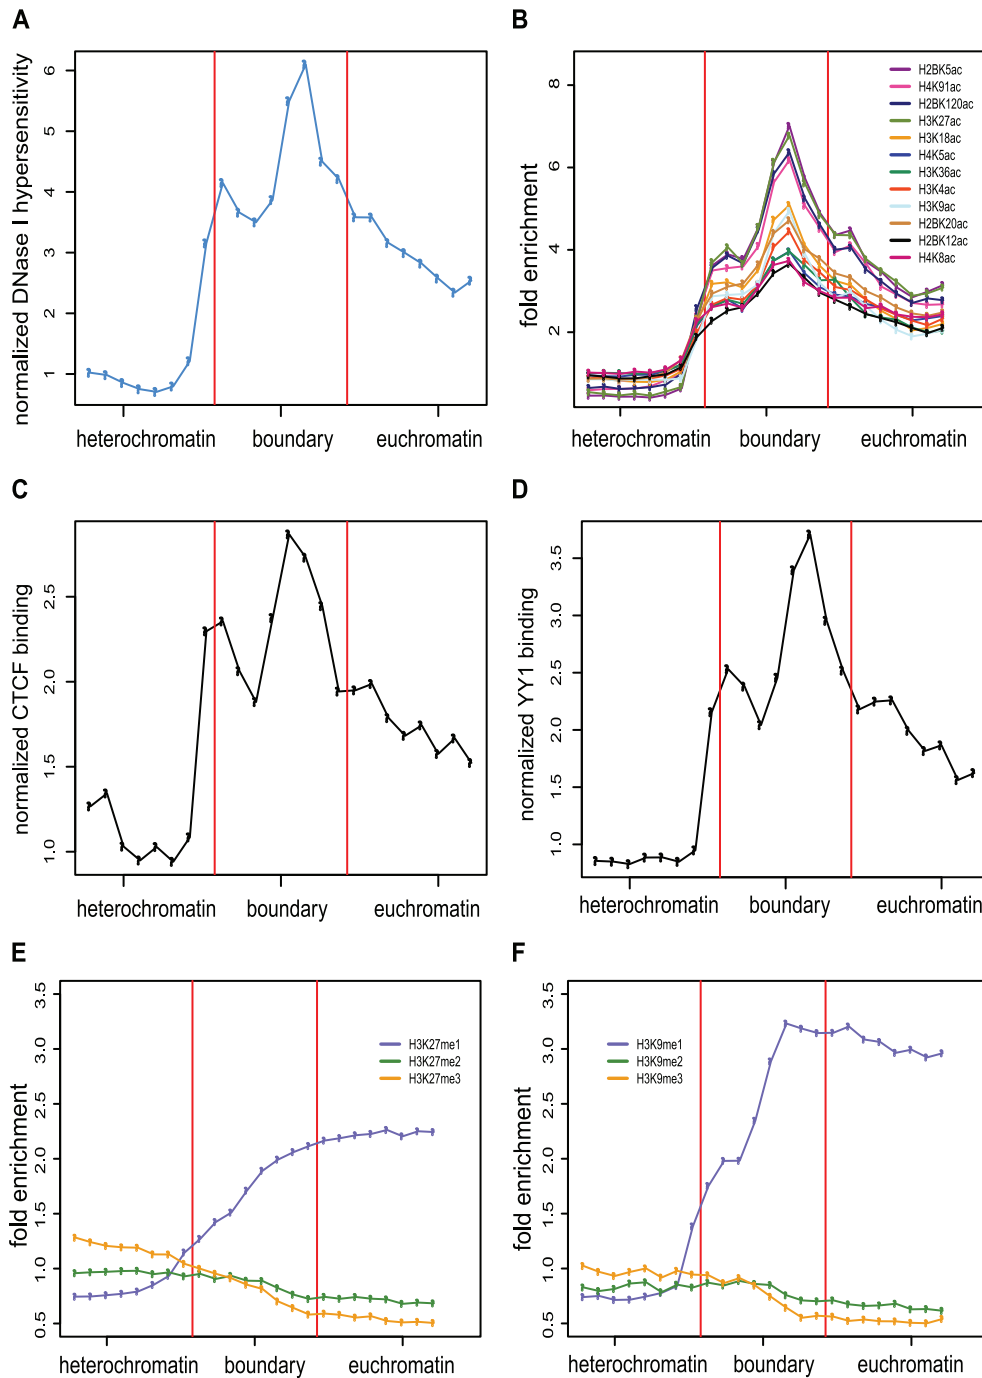 A
normalized DNase I hypersensitivity
1
2
3
4
5
6
heterochromatin
boundary
euchromatin
B
fold enrichment
2
4
6
8
H2BK5ac
H4K91ac
H2BK120ac
H3K27ac
H3K18ac
H4K5ac
H3K36ac
H3K4ac
H3K9ac
H2BK20ac
H2BK12ac
H4K8ac
heterochromatin
boundary
euchromatin
C
normalized CTCF binding
1.0
1.5
2.0
2.5
heterochromatin
boundary
euchromatin
D
normalized YY1 binding
1.0
1.5
2.0
2.5
3.0
3.5
heterochromatin
boundary
euchromatin
E
fold enrichment
0.5
1.0
1.5
2.0
2.5
3.0
3.5
H3K27me1
H3K27me2
H3K27me3
heterochromatin
boundary
euchromatin
F
fold enrichment
0.5
1.0
1.5
2.0
2.5
3.0
3.5
H3K9me1
H3K9me2
H3K9me3
heterochromatin
boundary
euchromatin